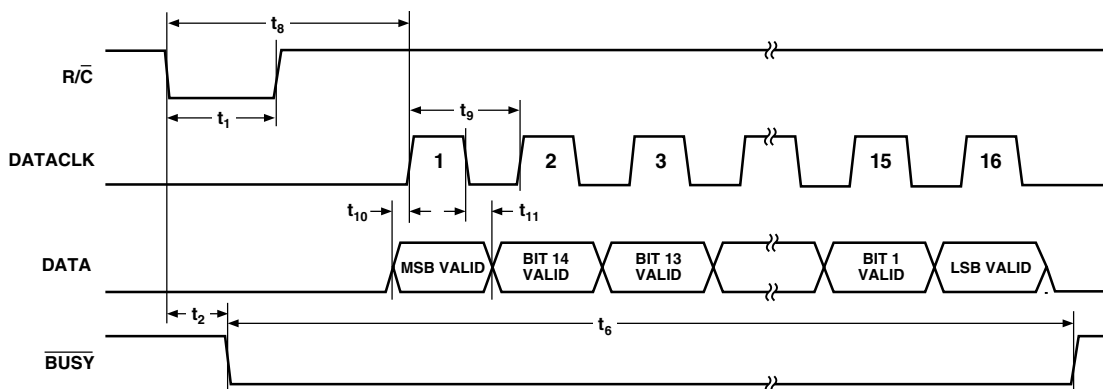 t8
R/C̅
t1
t9
DATACLK
1
2
3
15
16
t10
t11
DATA
MSB VALID
BIT 14
VALID
BIT 13
VALID
BIT 1
VALID
LSB VALID
t2
t6
B̅U̅S̅Y̅